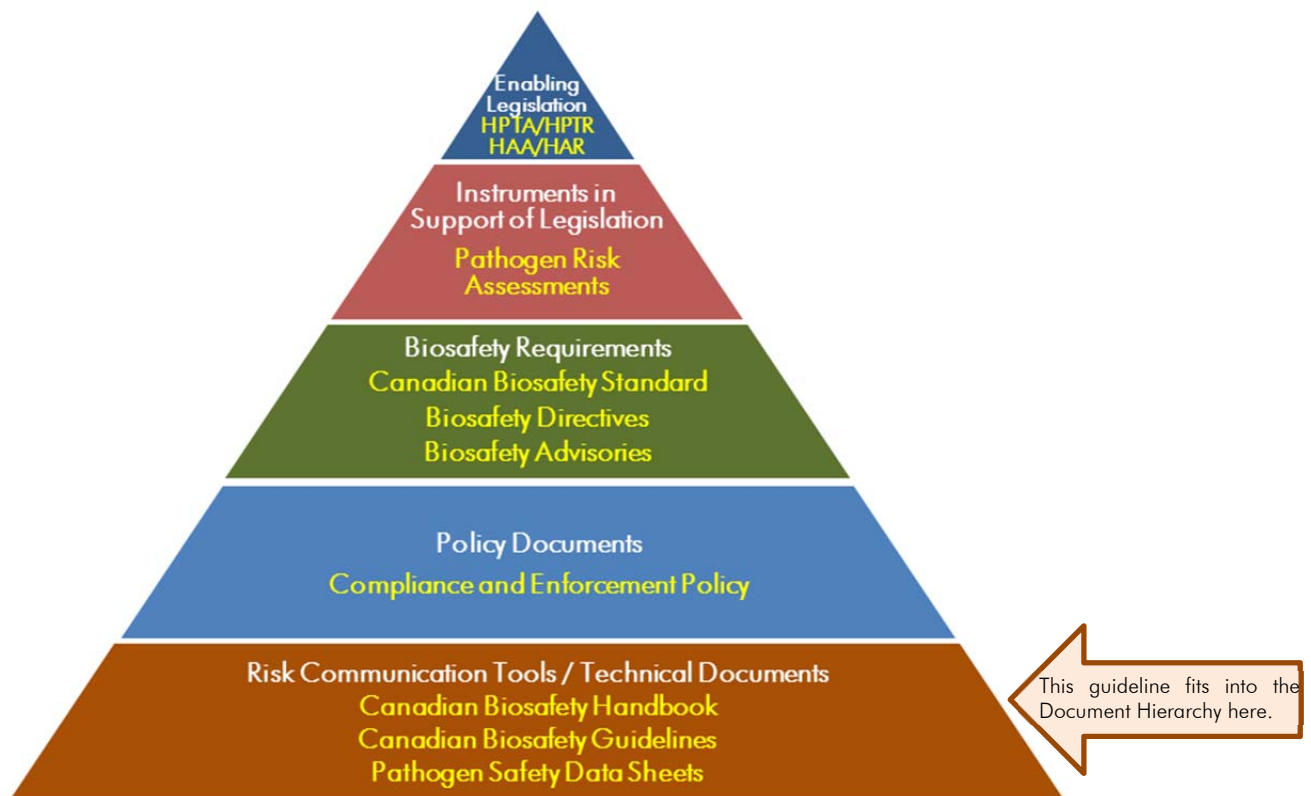 Enabling
Legislation
HPTA/HPTR
HAA/HAR
Instruments in
Support of Legislation
Pathogen Risk
Assessments
Biosafety Requirements
Canadian Biosafety Standard
Biosafety Directives
Biosafety Advisories
Policy Documents
Compliance and Enforcement Policy
Risk Communication Tools / Technical Documents
Canadian Biosafety Handbook
Canadian Biosafety Guidelines
Pathogen Safety Data Sheets
This guideline fits into the
Document Hierarchy here.